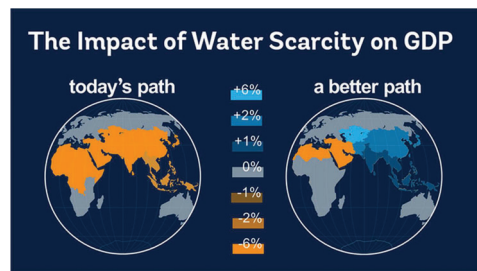 The Impact of Water Scarcity on GDP
today's path
a better path
+6%
+2%
+1%
0%
-1%
-2%
-6%